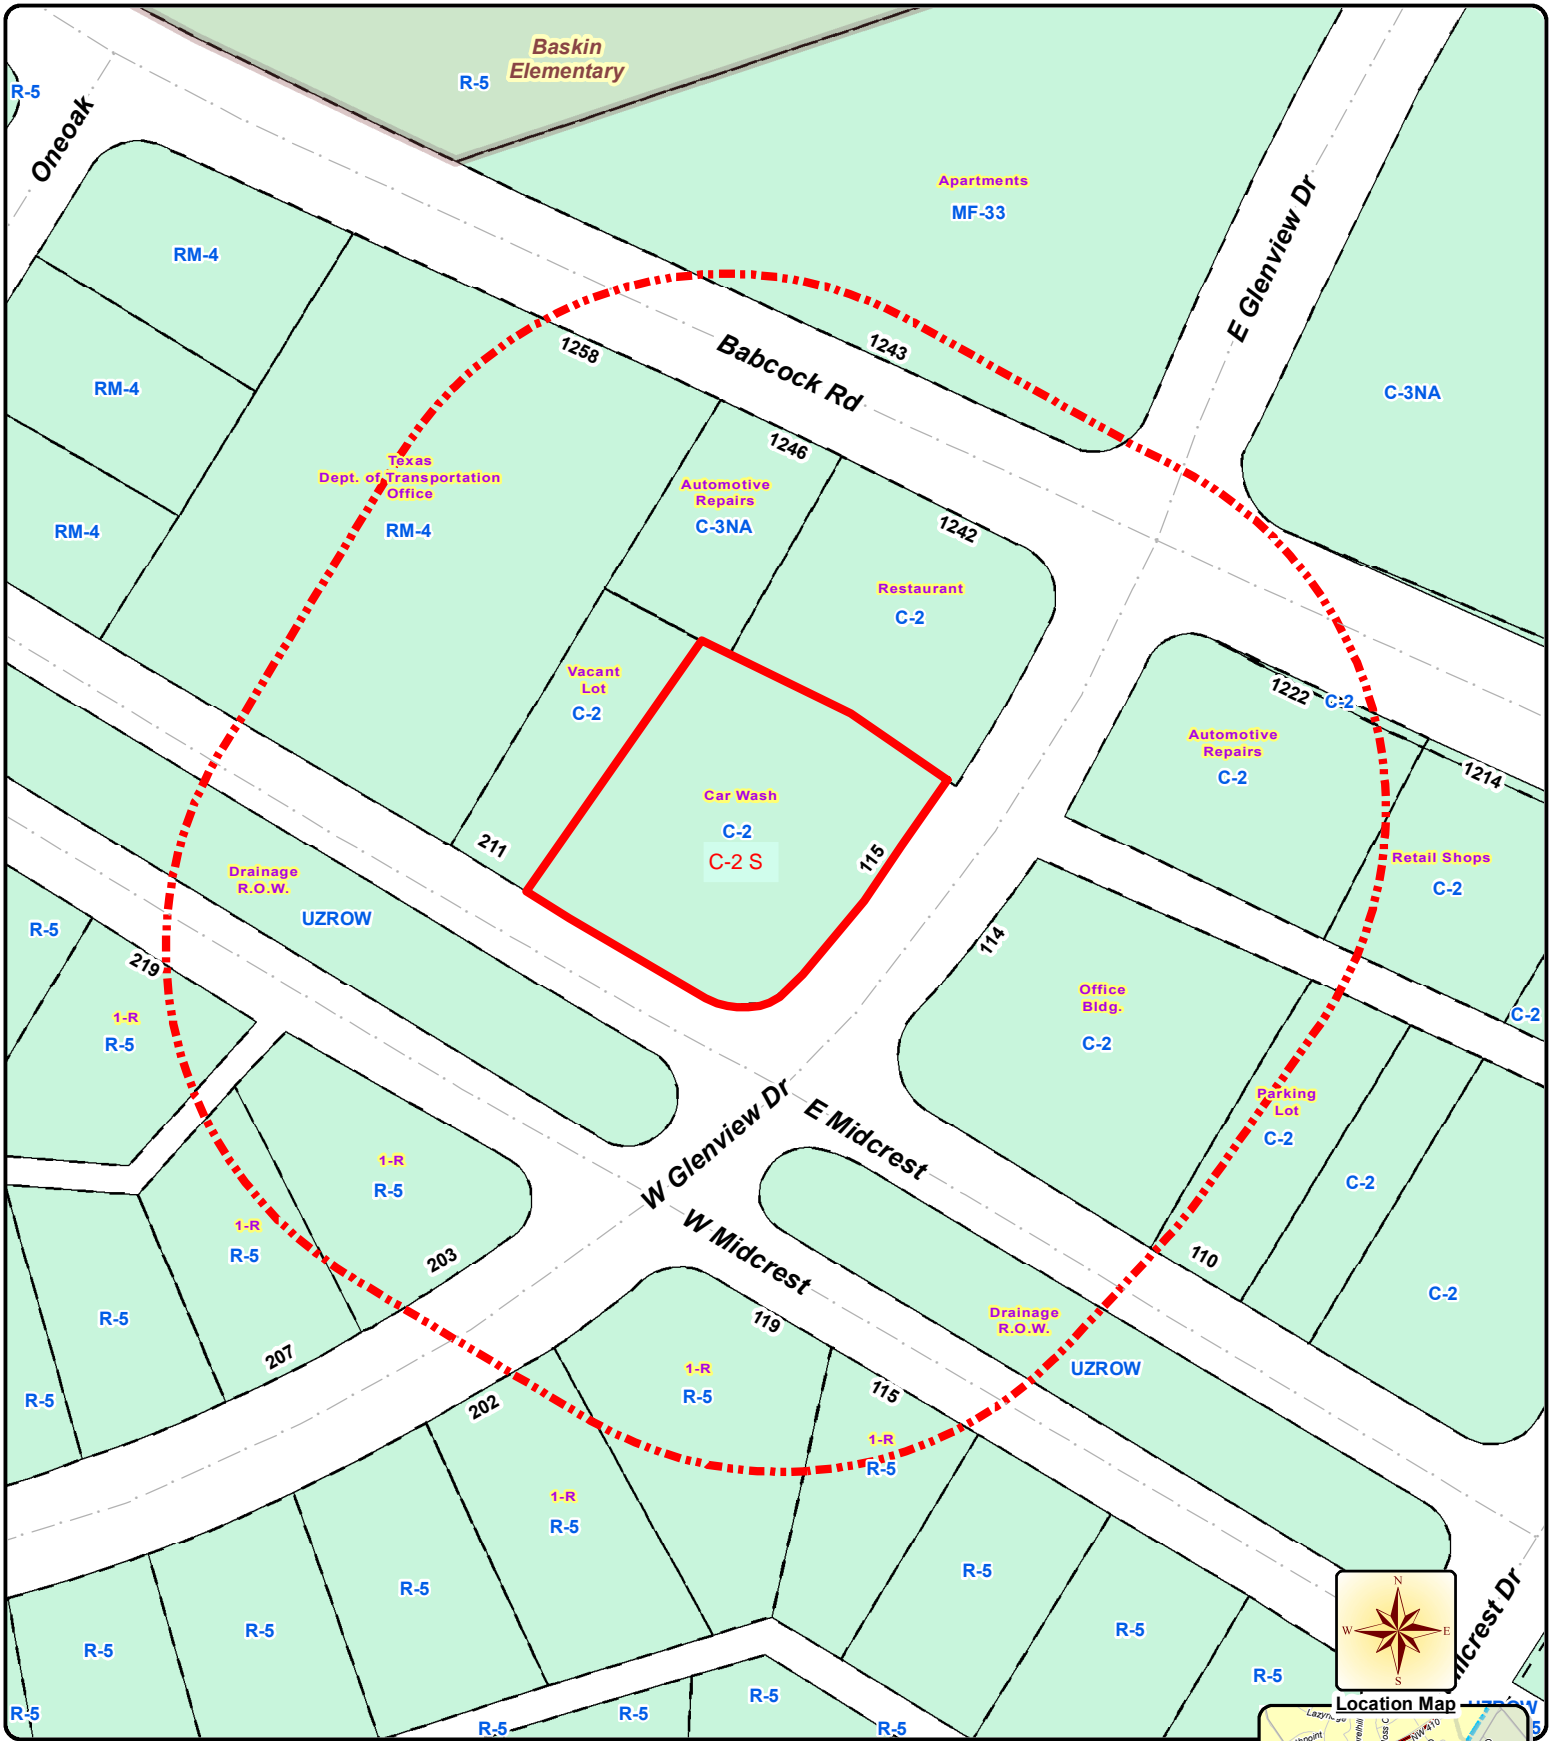 Baskin
Elementary
R-5
R-5
Oneoak
Apartments
MF-33
E Glenview Dr
RM-4
1258
Babcock Rd
1243
RM-4
C-3NA
1246
Texas
Dept. of Transportation
Office
RM-4
Automotive
Repairs
C-3NA
1242
RM-4
Restaurant
C-2
Vacant
Lot
C-2
1222
C-2
Automotive
Repairs
C-2
1214
Car Wash
C-2
C-2 S
115
211
Retail Shops
C-2
Drainage
R.O.W.
UZROW
R-5
219
114
Office
Bldg.
C-2
1-R
R-5
C-2
Parking
Lot
C-2
W Glenview Dr
E Midcrest
1-R
R-5
C-2
1-R
R-5
203
W Midcrest
110
C-2
R-5
119
Drainage
R.O.W.
UZROW
207
1-R
R-5
115
R-5
202
1-R
R-5
1-R
R-5
R-5
R-5
R-5
R-5
R-5
R-5
N
W
E
S
Location Map
R-5
R-5
R-5
R-5
R-5
UZROW
NW 410